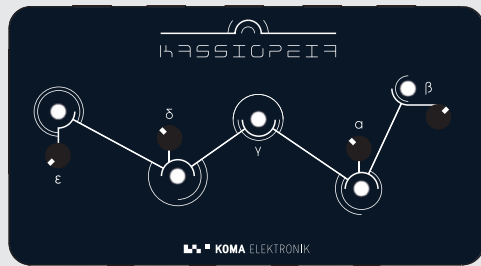 KASSIOPEIA
β
δ
α
γ
ε
KOMA ELEKTRONIK